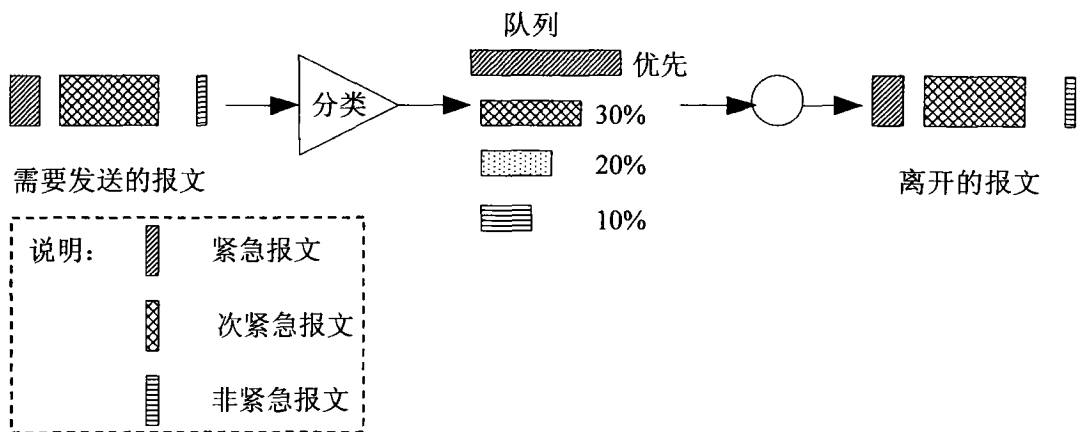 队列
优先
分类
30%
20%
10%
需要发送的报文
离开的报文
说明：
紧急报文
次紧急报文
非紧急报文